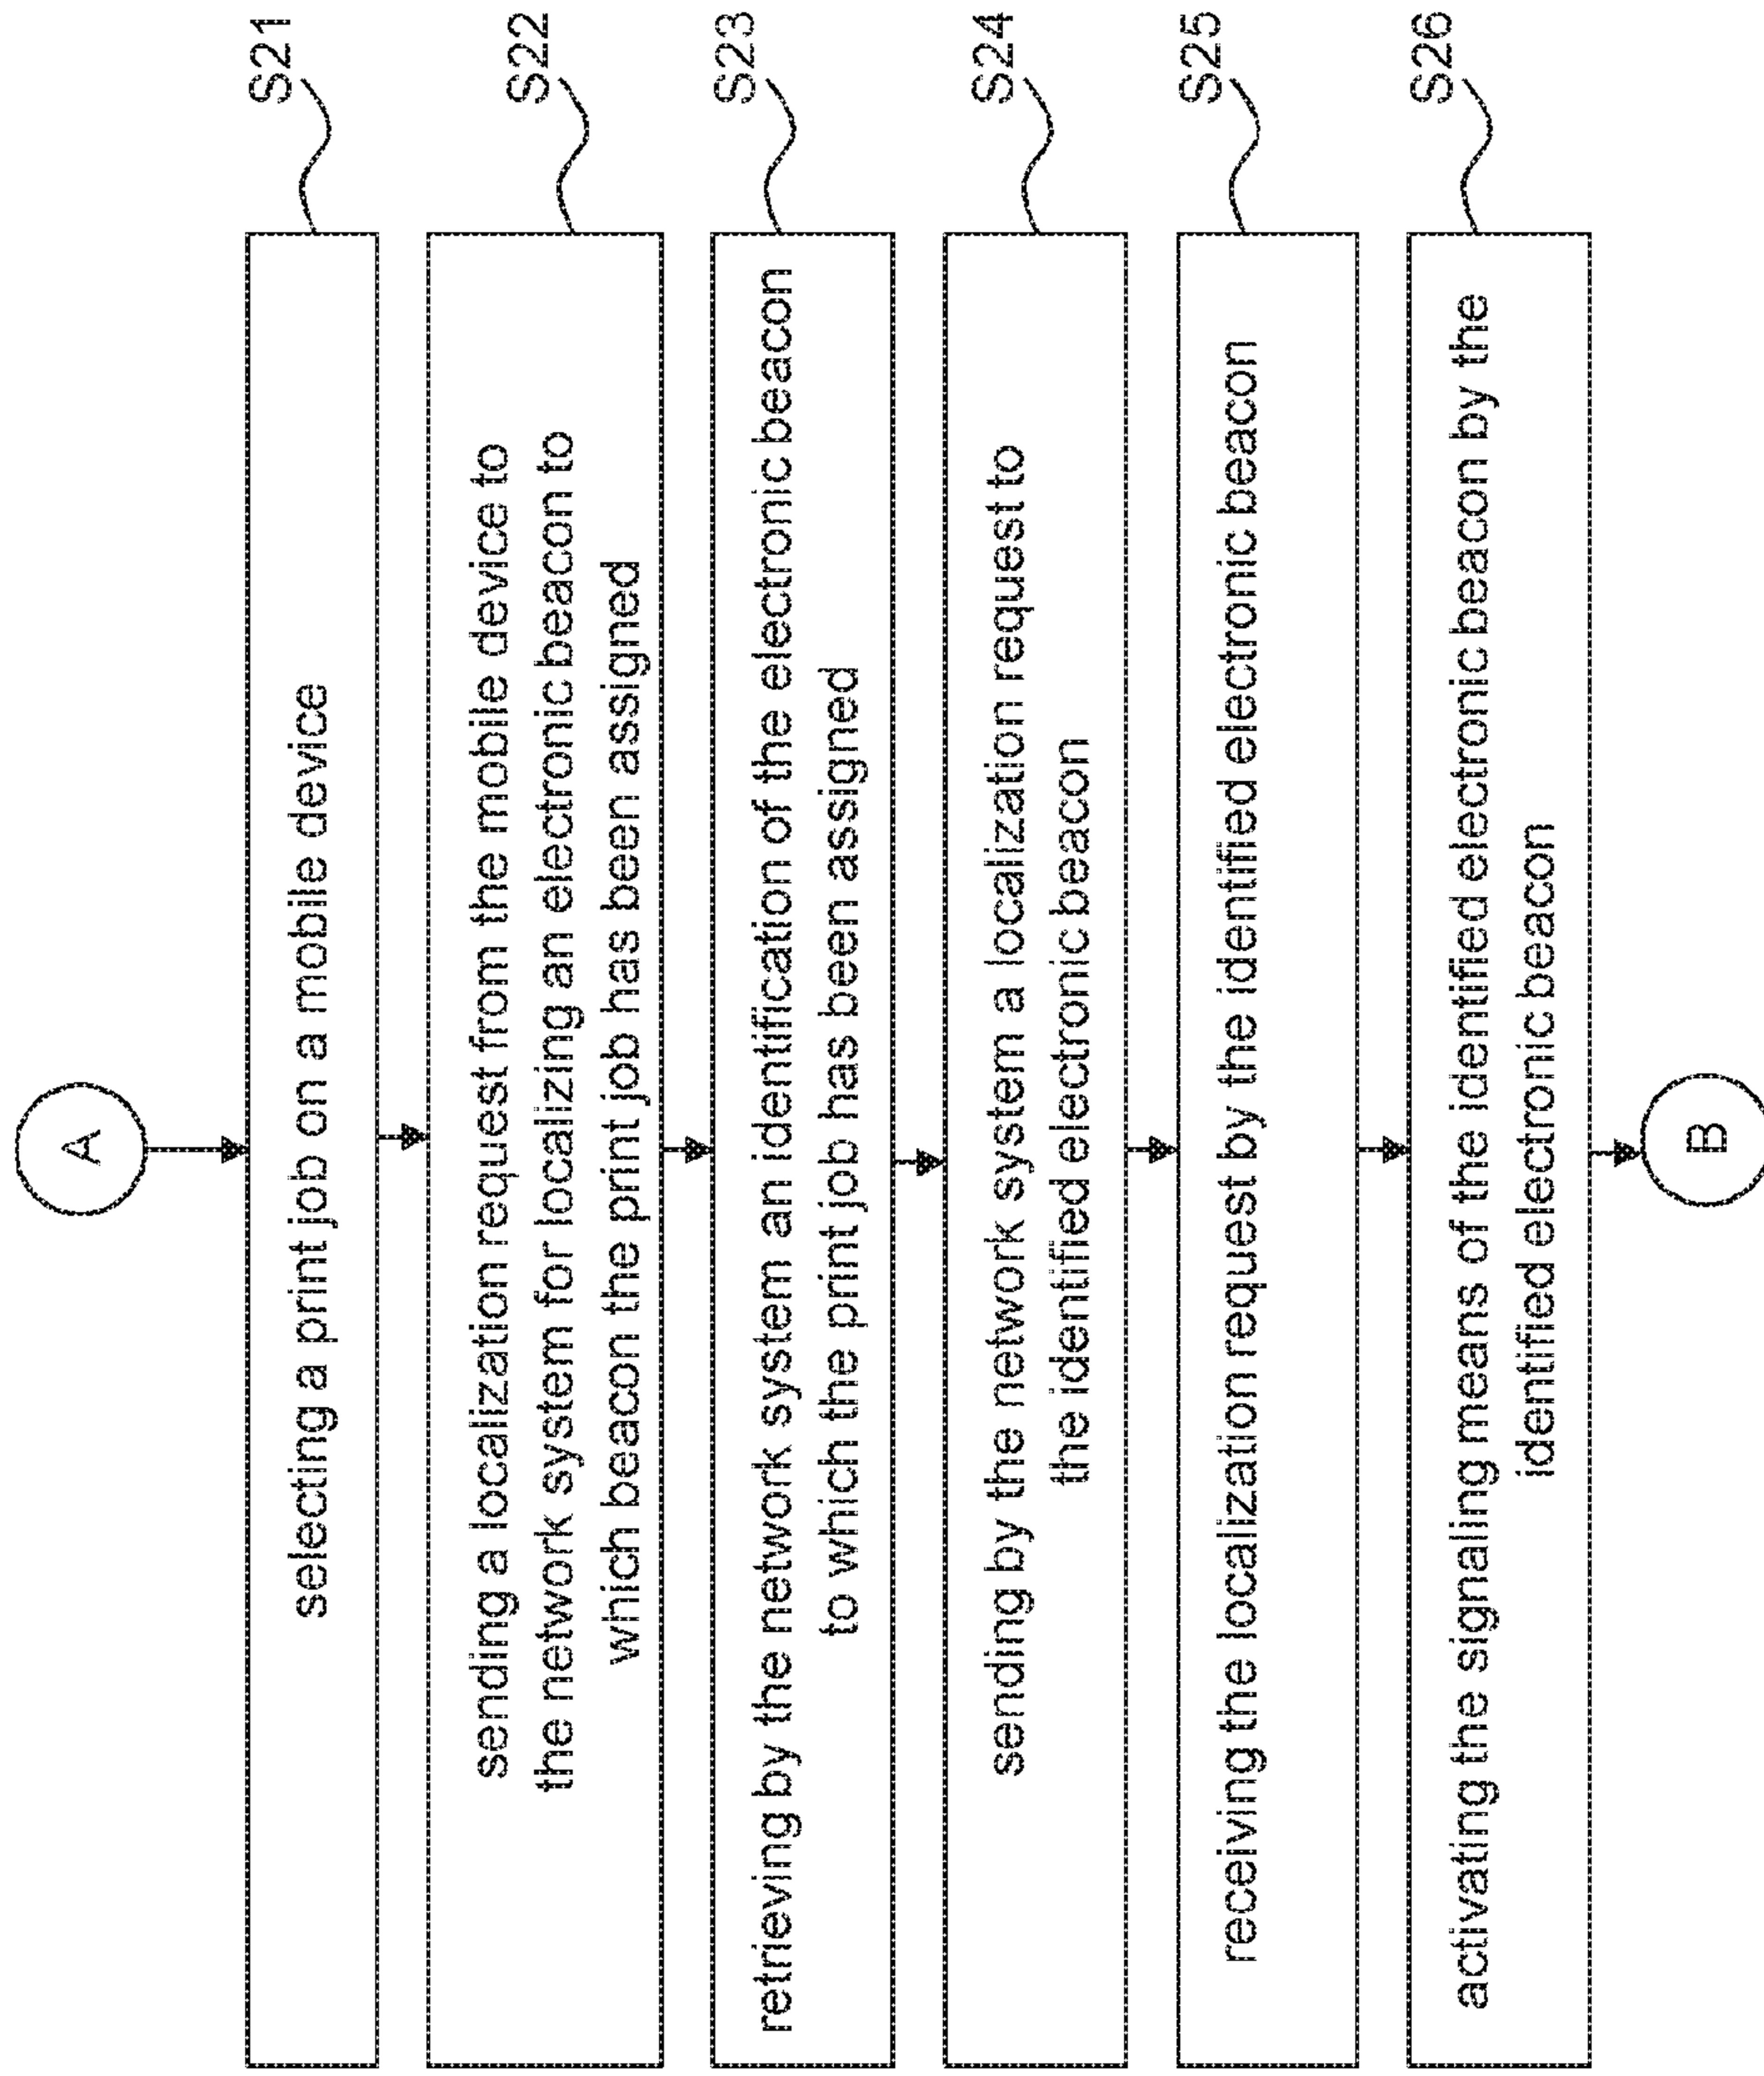 A
S21
selecting a print job on a mobile device
S22
sending a localization request from the mobile device to
the network system for localizing an electronic beacon to
which beacon the print job has been assigned
S23
retrieving by the network system an identification of the electronic beacon
to which the print job has been assigned
S24
sending by the network system a localization request to
the identified electronic beacon
S25
receiving the localization request by the identified electronic beacon
S26
activating the signaling means of the identified electronic beacon by the
identified electronic beacon
B